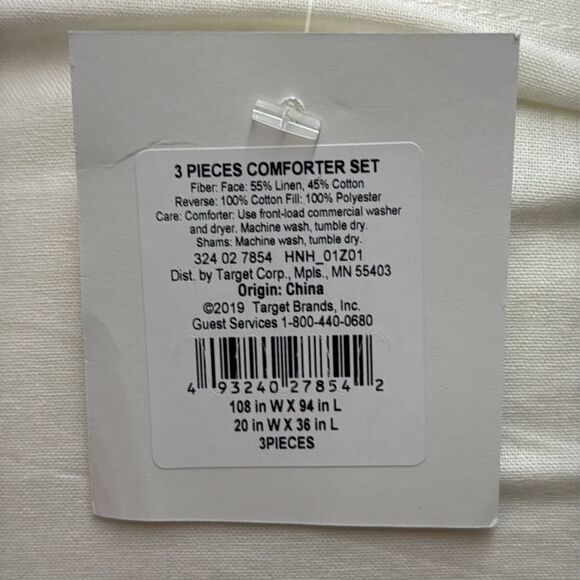 3 PIECES COMFORTER SET
Fiber: Face: 55% Linen, 45% Cotton
Reverse: 100% Cotton Fill: 100% Polyester
Care: Comforter: Use front-load commercial washer
and dryer. Machine wash, tumble dry.
Shams: Machine wash, tumble dry.
324 02 7854 HNH_01Z01
Dist. by Target Corp., Mpls., MN 55403
Origin: China
©2019 Target Brands, Inc.
Guest Services 1-800-440-0680
4 93240 27854 2
108 in W X 94 in L
20 in W X 36 in L
3PIECES